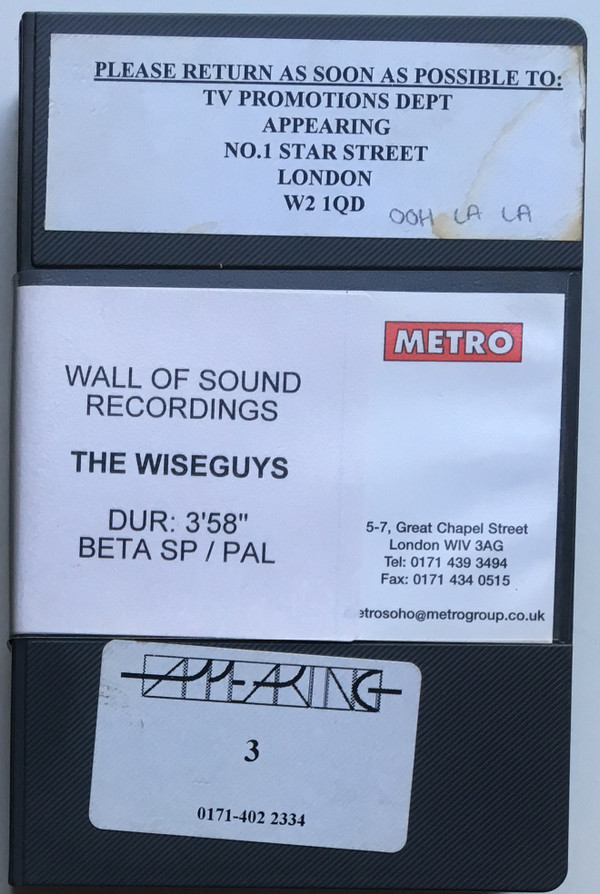 PLEASE RETURN AS SOON AS POSSIBLE TO:
TV PROMOTIONS DEPT
APPEARING
NO.1 STAR STREET
LONDON
W2 1QD
OOH LA LA
WALL OF SOUND
RECORDINGS
THE WISEGUYS
DUR: 3'58"
BETA SP / PAL
METRO
5-7, Great Chapel Street
London WIV 3AG
Tel: 0171 439 3494
Fax: 0171 434 0515
etrosoho@metrogroup.co.uk
APPEARING
3
0171-402 2334